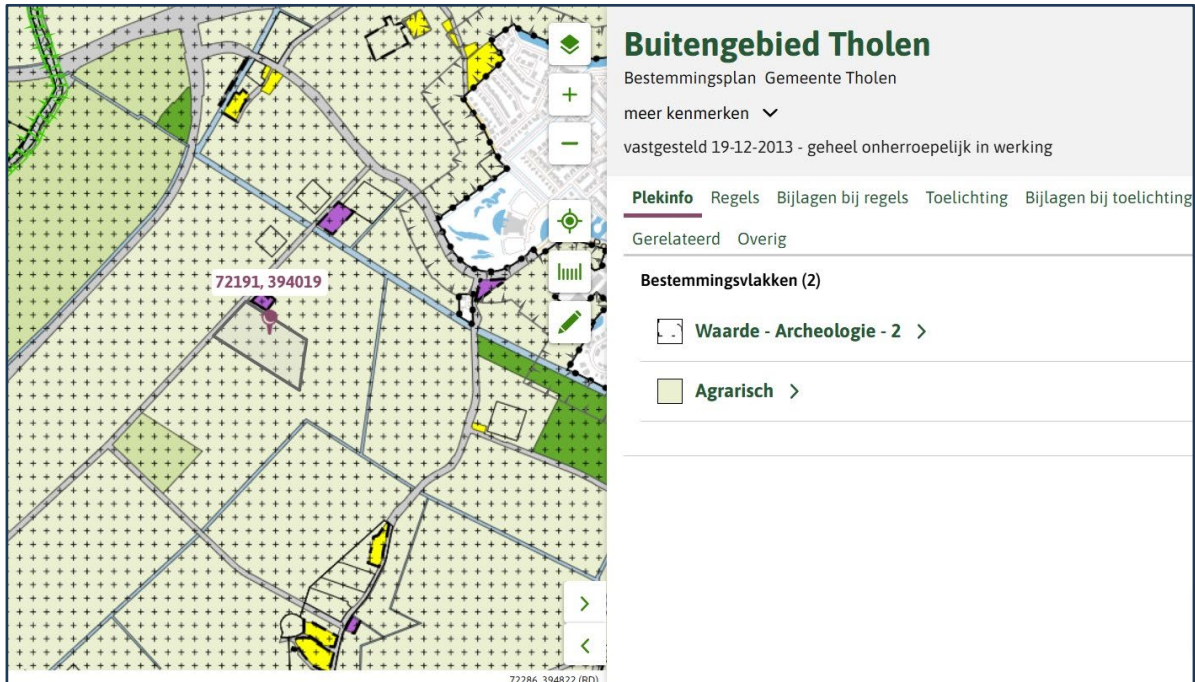 72191, 394019
72286, 394822 (RD)
Buitengebied Tholen
Bestemmingsplan Gemeente Tholen
meer kenmerken
vastgesteld 19-12-2013 - geheel onherroepelijk in werking
Plekinfo Regels Bijlagen bij regels Toelichting Bijlagen bij toelichting
Gerelateerd Overig
Bestemmingsvlakken (2)
Waarde - Archeologie - 2
Agrarisch